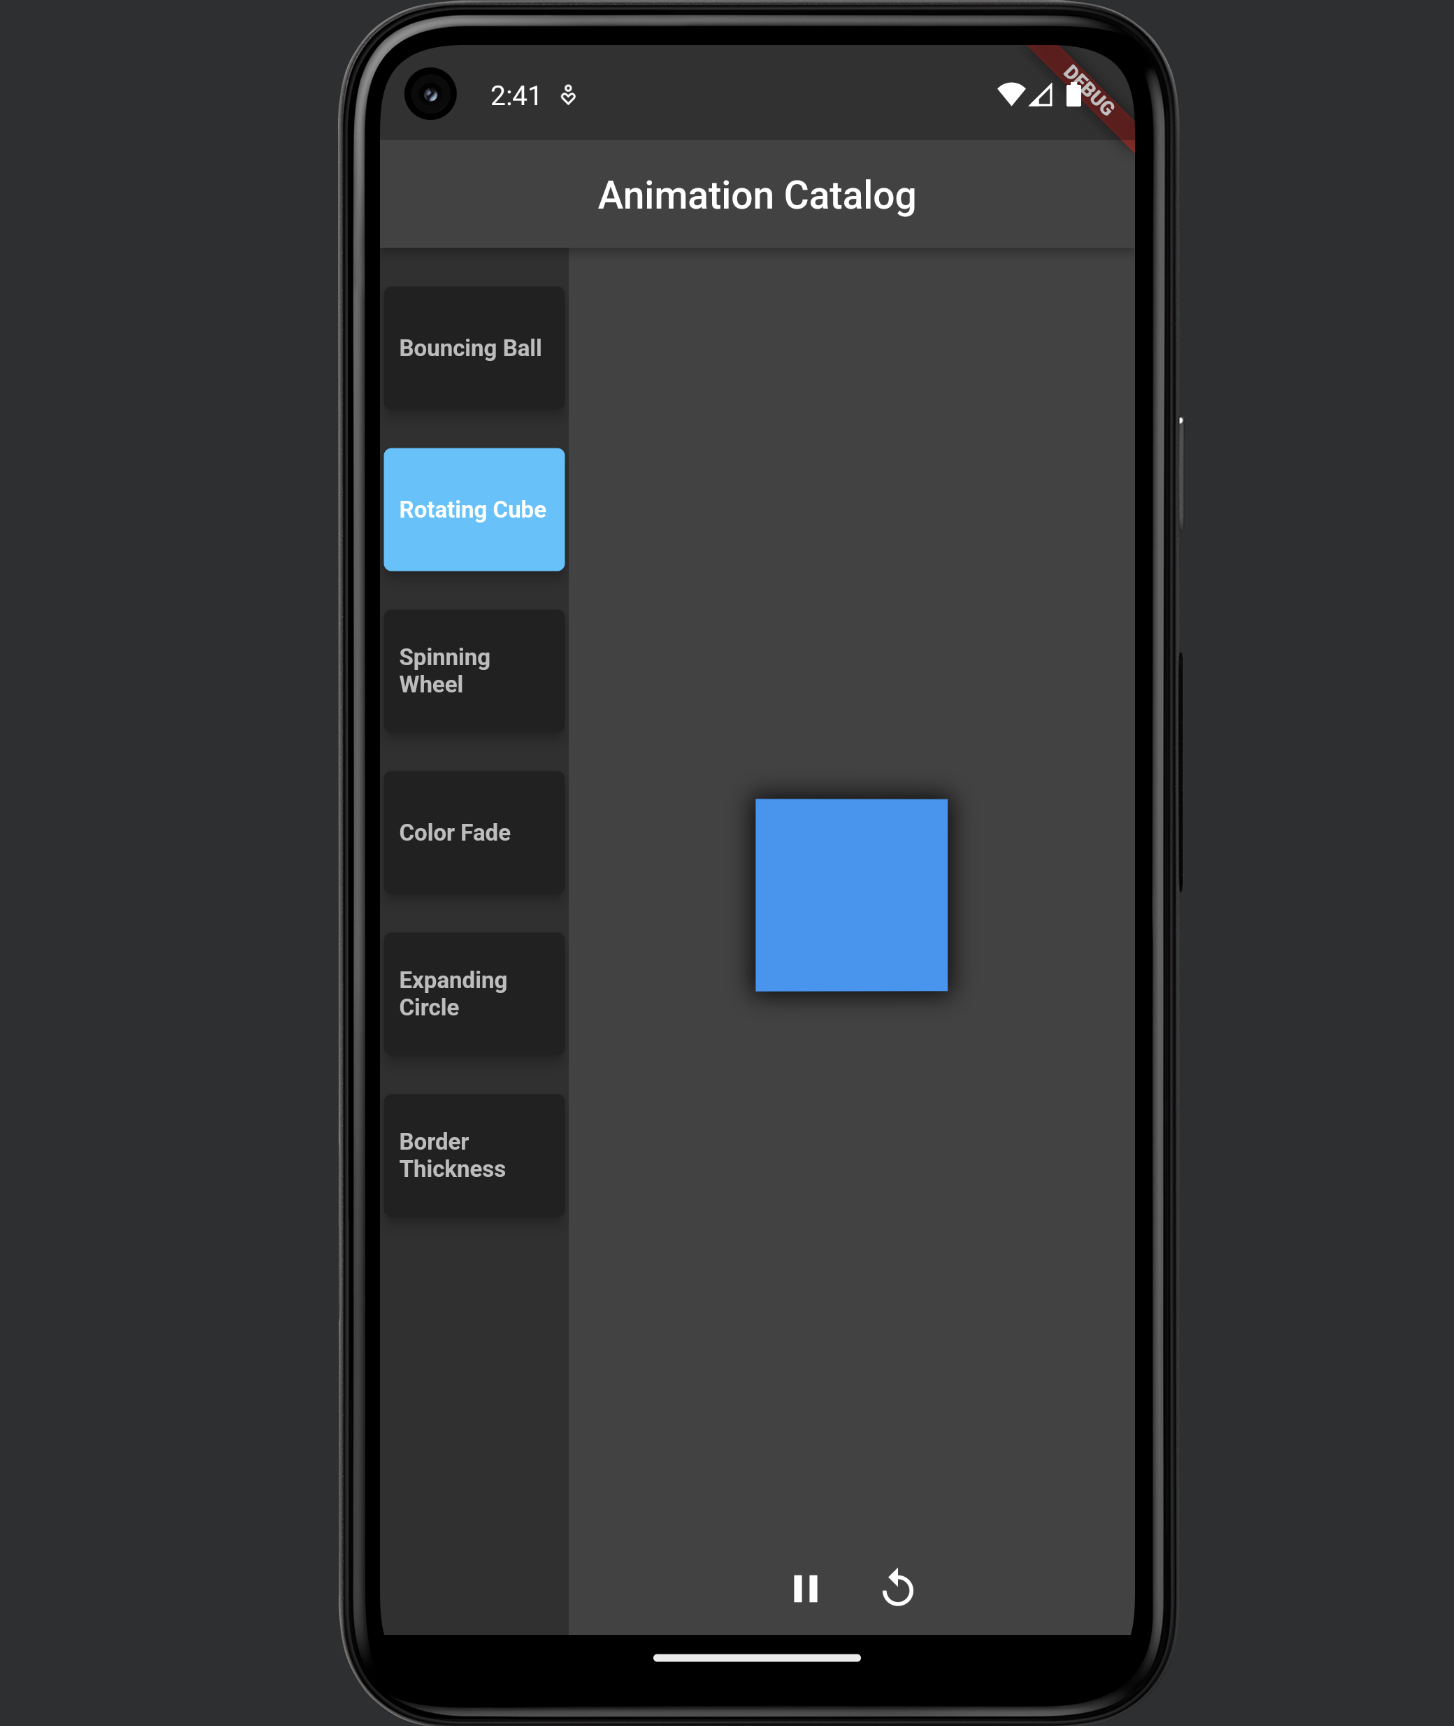 2:41
DEBUG
Animation Catalog
Bouncing Ball
Rotating Cube
Spinning
Wheel
Color Fade
Expanding
Circle
Border
Thickness